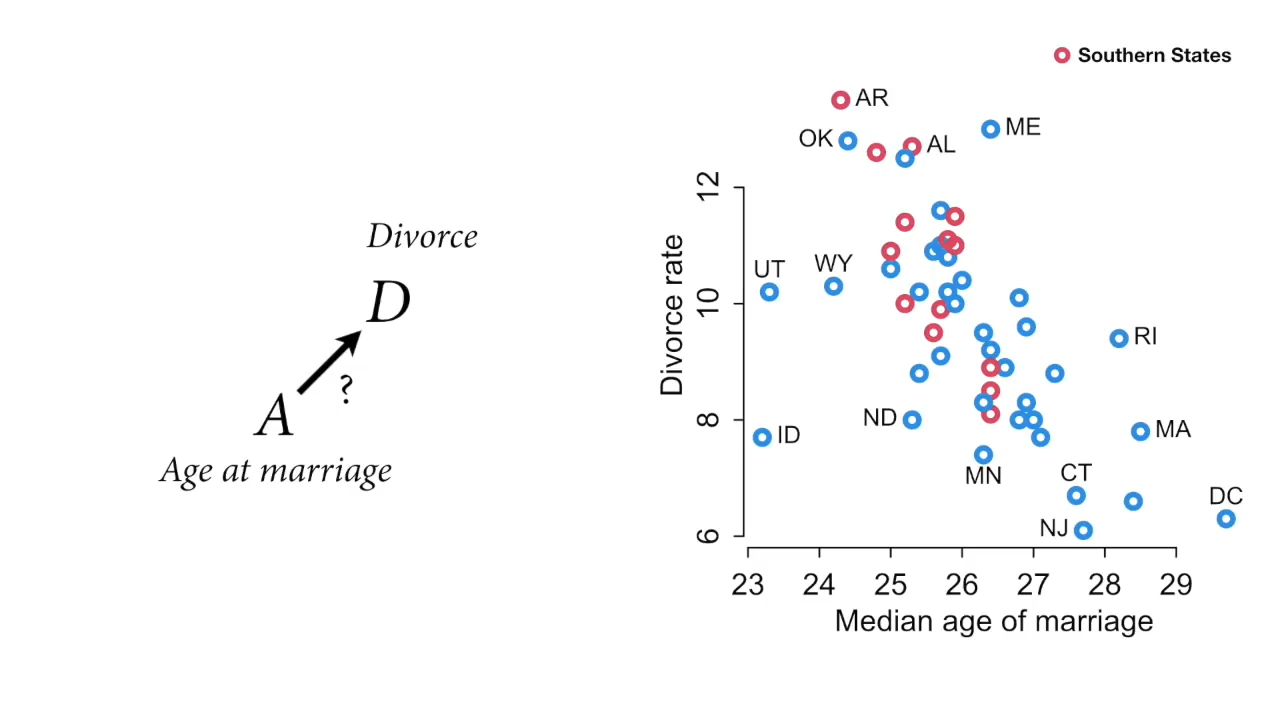 Divorce
D
?
A
Age at marriage
Southern States
AR
OK
AL
ME
UT
WY
RI
ND
ID
MA
MN
CT
DC
NJ
Divorce rate
12
10
8
6
23 24 25 26 27 28 29
Median age of marriage